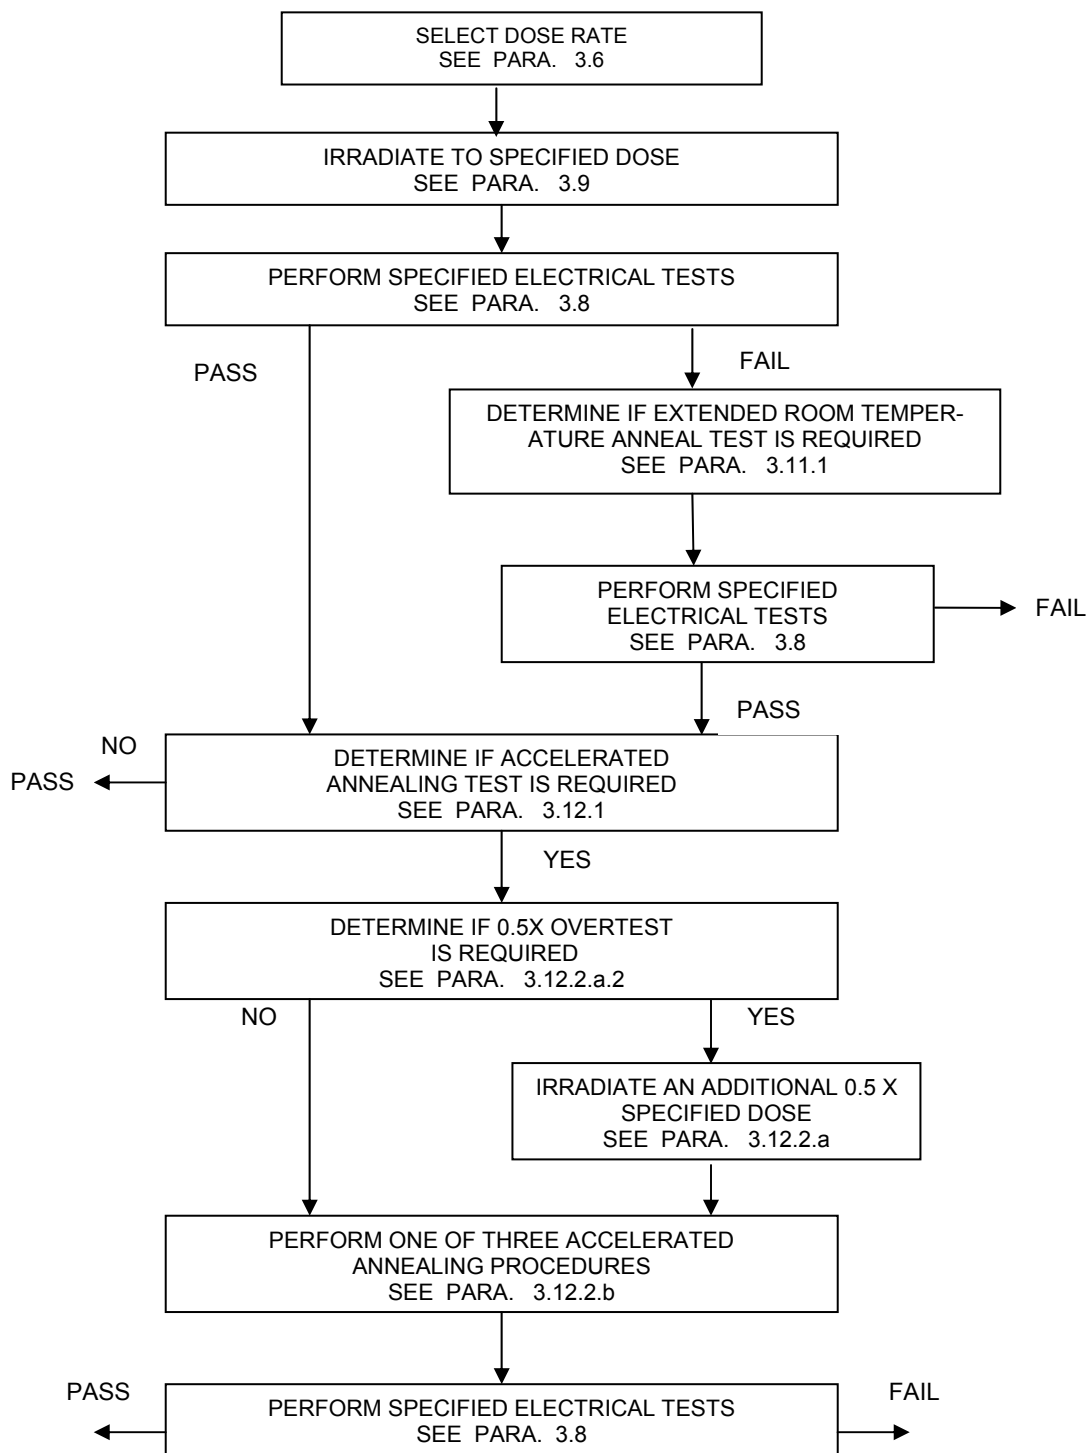 SELECT DOSE RATE
SEE PARA. 3.6
IRRADIATE TO SPECIFIED DOSE
SEE PARA. 3.9
PERFORM SPECIFIED ELECTRICAL TESTS
SEE PARA. 3.8
PASS
FAIL
DETERMINE IF EXTENDED ROOM TEMPER-
ATURE ANNEAL TEST IS REQUIRED
SEE PARA. 3.11.1
PERFORM SPECIFIED
ELECTRICAL TESTS
SEE PARA. 3.8
FAIL
PASS
NO
PASS
DETERMINE IF ACCELERATED
ANNEALING TEST IS REQUIRED
SEE PARA. 3.12.1
YES
DETERMINE IF 0.5X OVERTEST
IS REQUIRED
SEE PARA. 3.12.2.a.2
NO
YES
IRRADIATE AN ADDITIONAL 0.5 X
SPECIFIED DOSE
SEE PARA. 3.12.2.a
PERFORM ONE OF THREE ACCELERATED
ANNEALING PROCEDURES
SEE PARA. 3.12.2.b
PASS
FAIL
PERFORM SPECIFIED ELECTRICAL TESTS
SEE PARA. 3.8